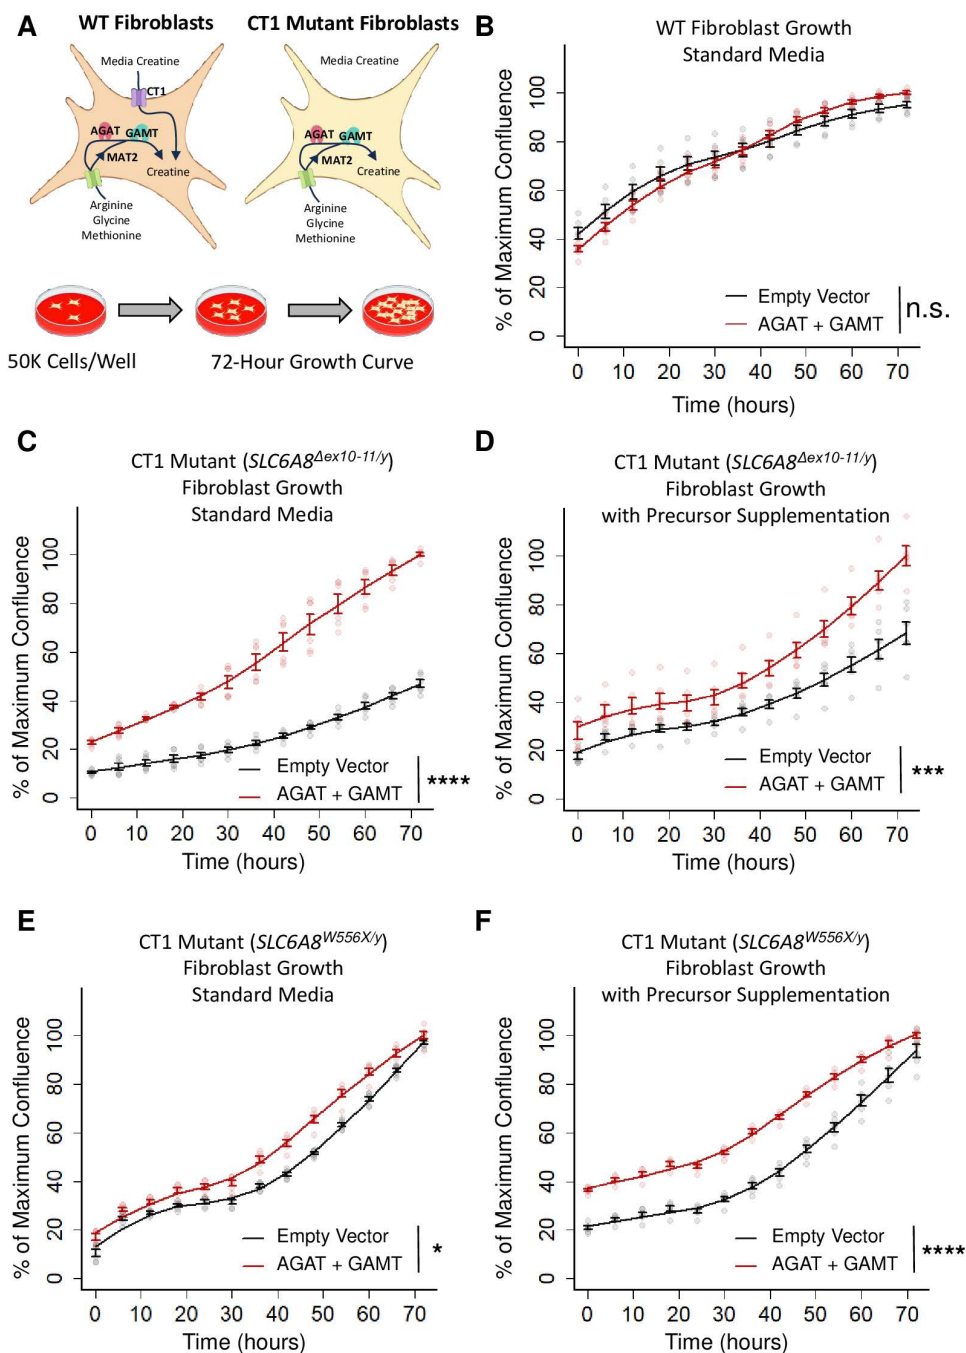 A
WT Fibroblasts
CT1 Mutant Fibroblasts
Media Creatine
CT1
AGAT
GAMT
MAT2
Creatine
Arginine
Glycine
Methionine
Media Creatine
AGAT
GAMT
MAT2
Creatine
Arginine
Glycine
Methionine
50K Cells/Well
72-Hour Growth Curve
B
WT Fibroblast Growth
Standard Media
% of Maximum Confluence
0
20
40
60
80
100
Empty Vector
AGAT + GAMT
n.s.
0 10 20 30 40 50 60 70
Time (hours)
C
CT1 Mutant (SLC6A8^Δex10-11/y)
Fibroblast Growth
Standard Media
% of Maximum Confluence
0
20
40
60
80
100
Empty Vector
AGAT + GAMT
****
0 10 20 30 40 50 60 70
Time (hours)
D
CT1 Mutant (SLC6A8^Δex10-11/y)
Fibroblast Growth
with Precursor Supplementation
% of Maximum Confluence
0
20
40
60
80
100
Empty Vector
AGAT + GAMT
***
0 10 20 30 40 50 60 70
Time (hours)
E
CT1 Mutant (SLC6A8^W556X/y)
Fibroblast Growth
Standard Media
% of Maximum Confluence
0
20
40
60
80
100
Empty Vector
AGAT + GAMT
*
0 10 20 30 40 50 60 70
Time (hours)
F
CT1 Mutant (SLC6A8^W556X/y)
Fibroblast Growth
with Precursor Supplementation
% of Maximum Confluence
0
20
40
60
80
100
Empty Vector
AGAT + GAMT
****
0 10 20 30 40 50 60 70
Time (hours)